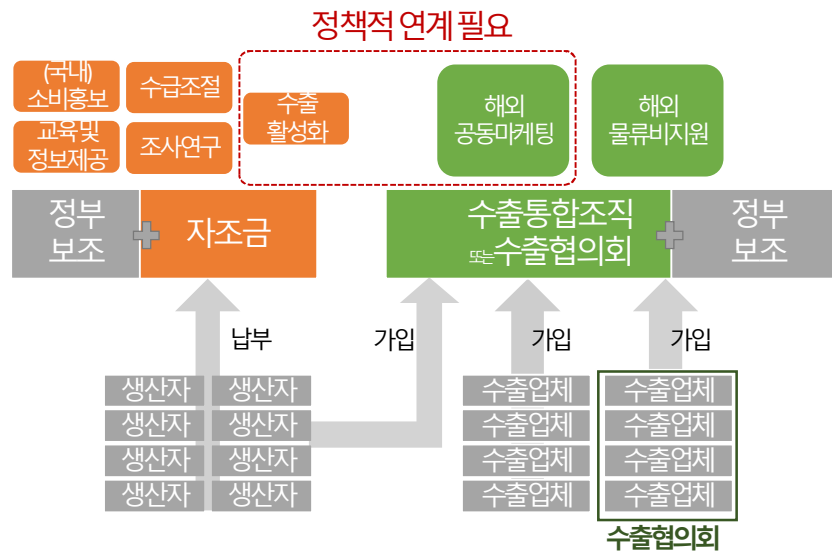 정책적 연계 필요
(국내)
소비홍보
수급조절
교육 및
정보제공
조사연구
수출
활성화
해외
공동마케팅
해외
물류비지원
정부
보조
자조금
수출통합조직
또는수출협의회
정부
보조
납부
가입
가입
가입
생산자
생산자
생산자
생산자
생산자
생산자
생산자
생산자
수출업체
수출업체
수출업체
수출업체
수출업체
수출업체
수출업체
수출업체
수출협의회